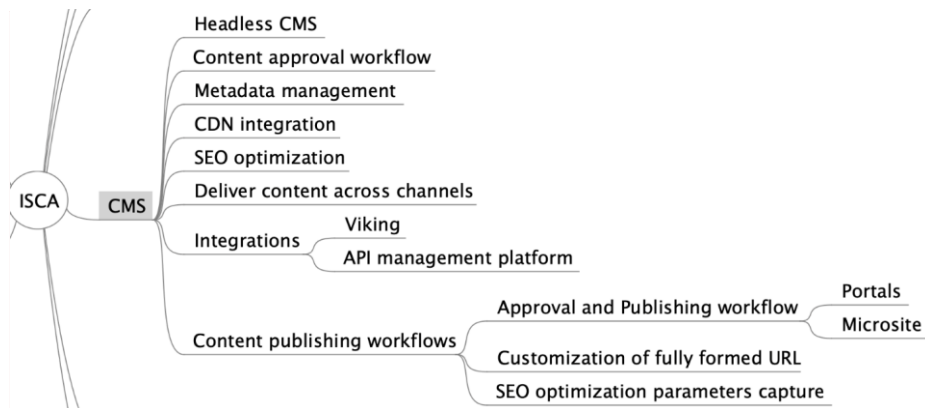 ISCA
CMS
Headless CMS
Content approval workflow
Metadata management
CDN integration
SEO optimization
Deliver content across channels
Integrations
Viking
API management platform
Content publishing workflows
Approval and Publishing workflow
Portals
Microsite
Customization of fully formed URL
SEO optimization parameters capture